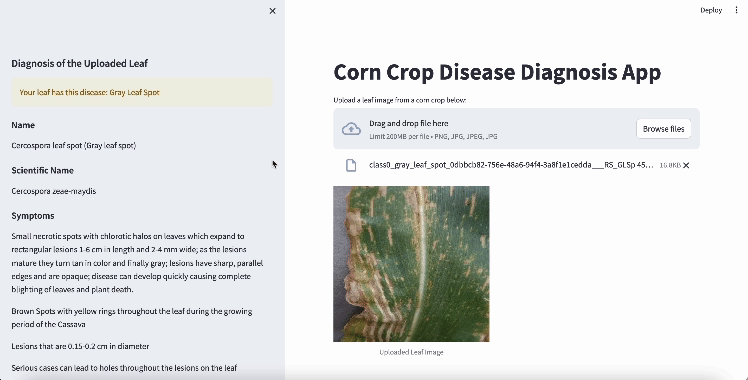 Deploy
Diagnosis of the Uploaded Leaf
Your leaf has this disease: Gray Leaf Spot
Name
Cercospora leaf spot (Gray leaf spot)
Scientific Name
Cercospora zeae-maydis
Symptoms
Small necrotic spots with chlorotic halos on leaves which expand to
rectangular lesions 1-6 cm in length and 2-4 mm wide; as the lesions
mature they turn tan in color and finally gray; lesions have sharp, parallel
edges and are opaque; disease can develop quickly causing complete
blighting of leaves and plant death.
Brown Spots with yellow rings throughout the leaf during the growing
period of the Cassava
Lesions that are 0.15-0.2 cm in diameter
Serious cases can lead to holes throughout the lesions on the leaf
Corn Crop Disease Diagnosis App
Upload a leaf image from a corn crop below:
Drag and drop file here
Limit 200MB per file • PNG, JPG, JPEG, JPG
Browse files
class0_gray_leaf_spot_0dbbcb82-756e-48a6-94f4-3a8f1e1cedda___RS_GLSp 45... 16.8KB
Uploaded Leaf Image